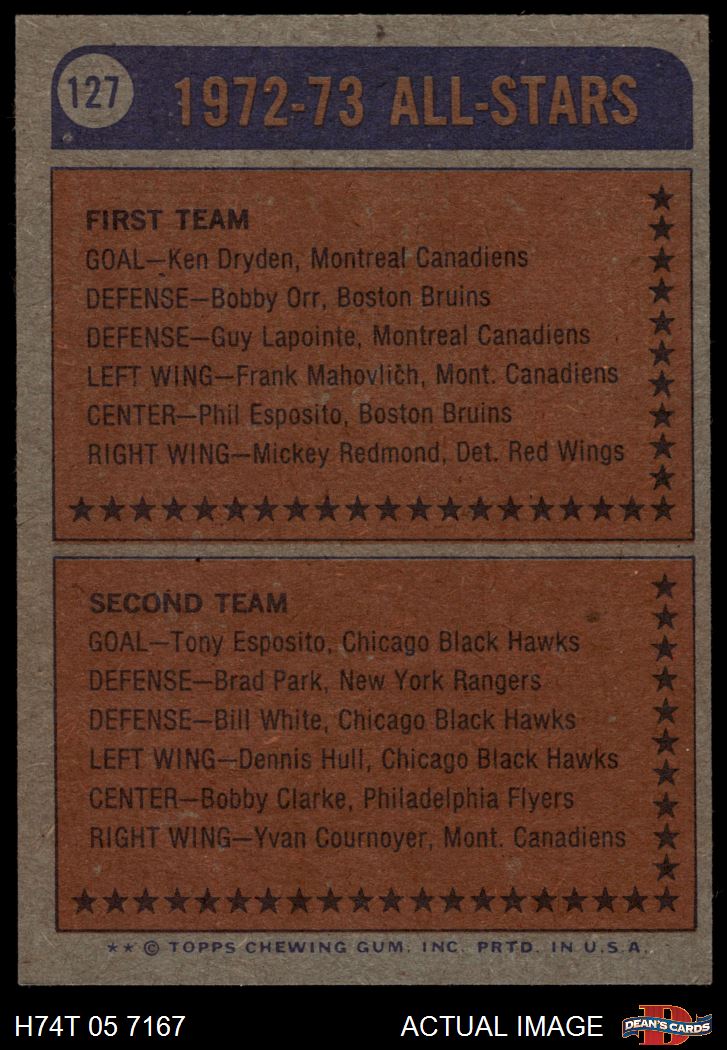 127
1972-73 ALL-STARS
FIRST TEAM
GOAL—Ken Dryden, Montreal Canadiens
DEFENSE—Bobby Orr, Boston Bruins
DEFENSE—Guy Lapointe, Montreal Canadiens
LEFT WING—Frank Mahovlich, Mont. Canadiens
CENTER—Phil Esposito, Boston Bruins
RIGHT WING—Mickey Redmond, Det. Red Wings
SECOND TEAM
GOAL—Tony Esposito, Chicago Black Hawks
DEFENSE—Brad Park, New York Rangers
DEFENSE—Bill White, Chicago Black Hawks
LEFT WING—Dennis Hull, Chicago Black Hawks
CENTER—Bobby Clarke, Philadelphia Flyers
RIGHT WING—Yvan Cournoyer, Mont. Canadiens
** © TOPPS CHEWING GUM, INC. PRTD. IN U.S.A.
H74T 05 7167 ACTUAL IMAGE D DEAN'S CARDS